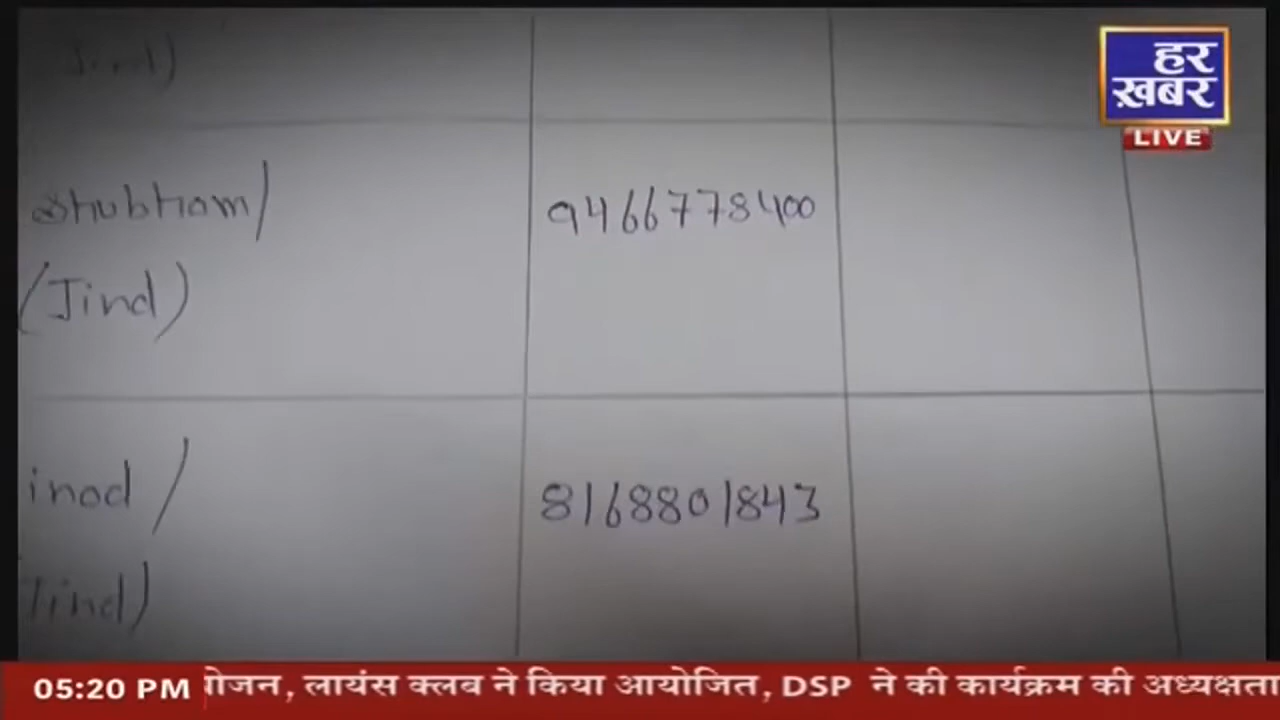 Jind)
हर
ख़बर
LIVE
Shubham/
9466778400
(Jind)
inod /
8168801843
Jind)
05:20 PM
योजन, लायंस क्लब ने किया आयोजित, DSP ने की कार्यक्रम की अध्यक्षता